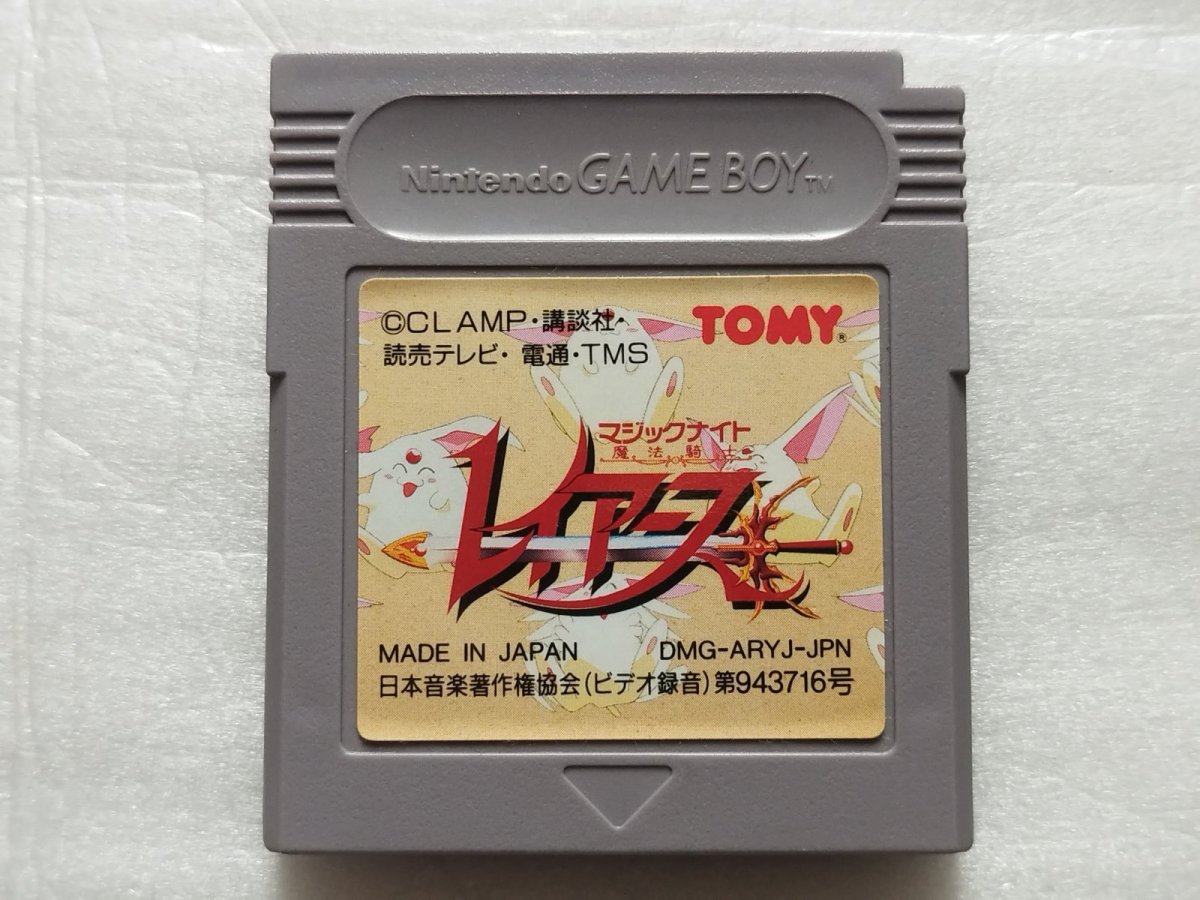 Nintendo GAME BOY™
©CLAMP・講談社・
読売テレビ・電通・TMS
TOMY®
マジックナイト
魔法騎士
レイアース
MADE IN JAPAN DMG-ARYJ-JPN
日本音楽著作権協会(ビデオ録音)第943716号